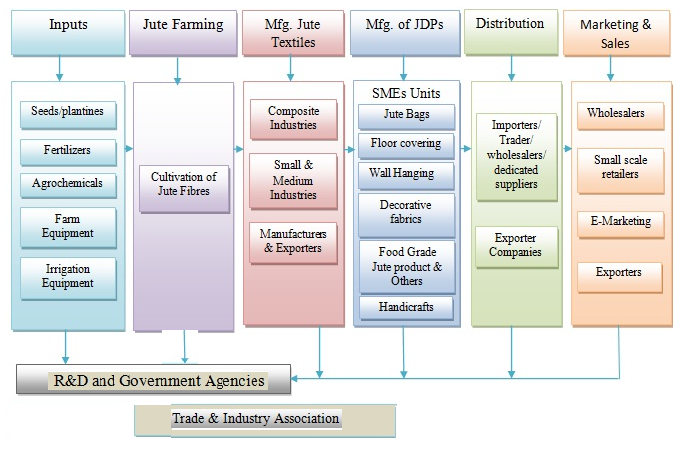 Inputs
Jute Farming
Mfg. Jute
Textiles
Mfg. of JDPs
Distribution
Marketing &
Sales
Seeds/plantines
Fertilizers
Agrochemicals
Farm
Equipment
Irrigation
Equipment
Cultivation of
Jute Fibres
Composite
Industries
Small &
Medium
Industries
Manufacturers
& Exporters
SMEs Units
Jute Bags
Floor covering
Wall Hanging
Decorative
fabrics
Food Grade
Jute product &
Others
Handicrafts
Importers/
Trader/
wholesalers/
dedicated
suppliers
Exporter
Companies
Wholesalers
Small scale
retailers
E-Marketing
Exporters
R&D and Government Agencies
Trade & Industry Association